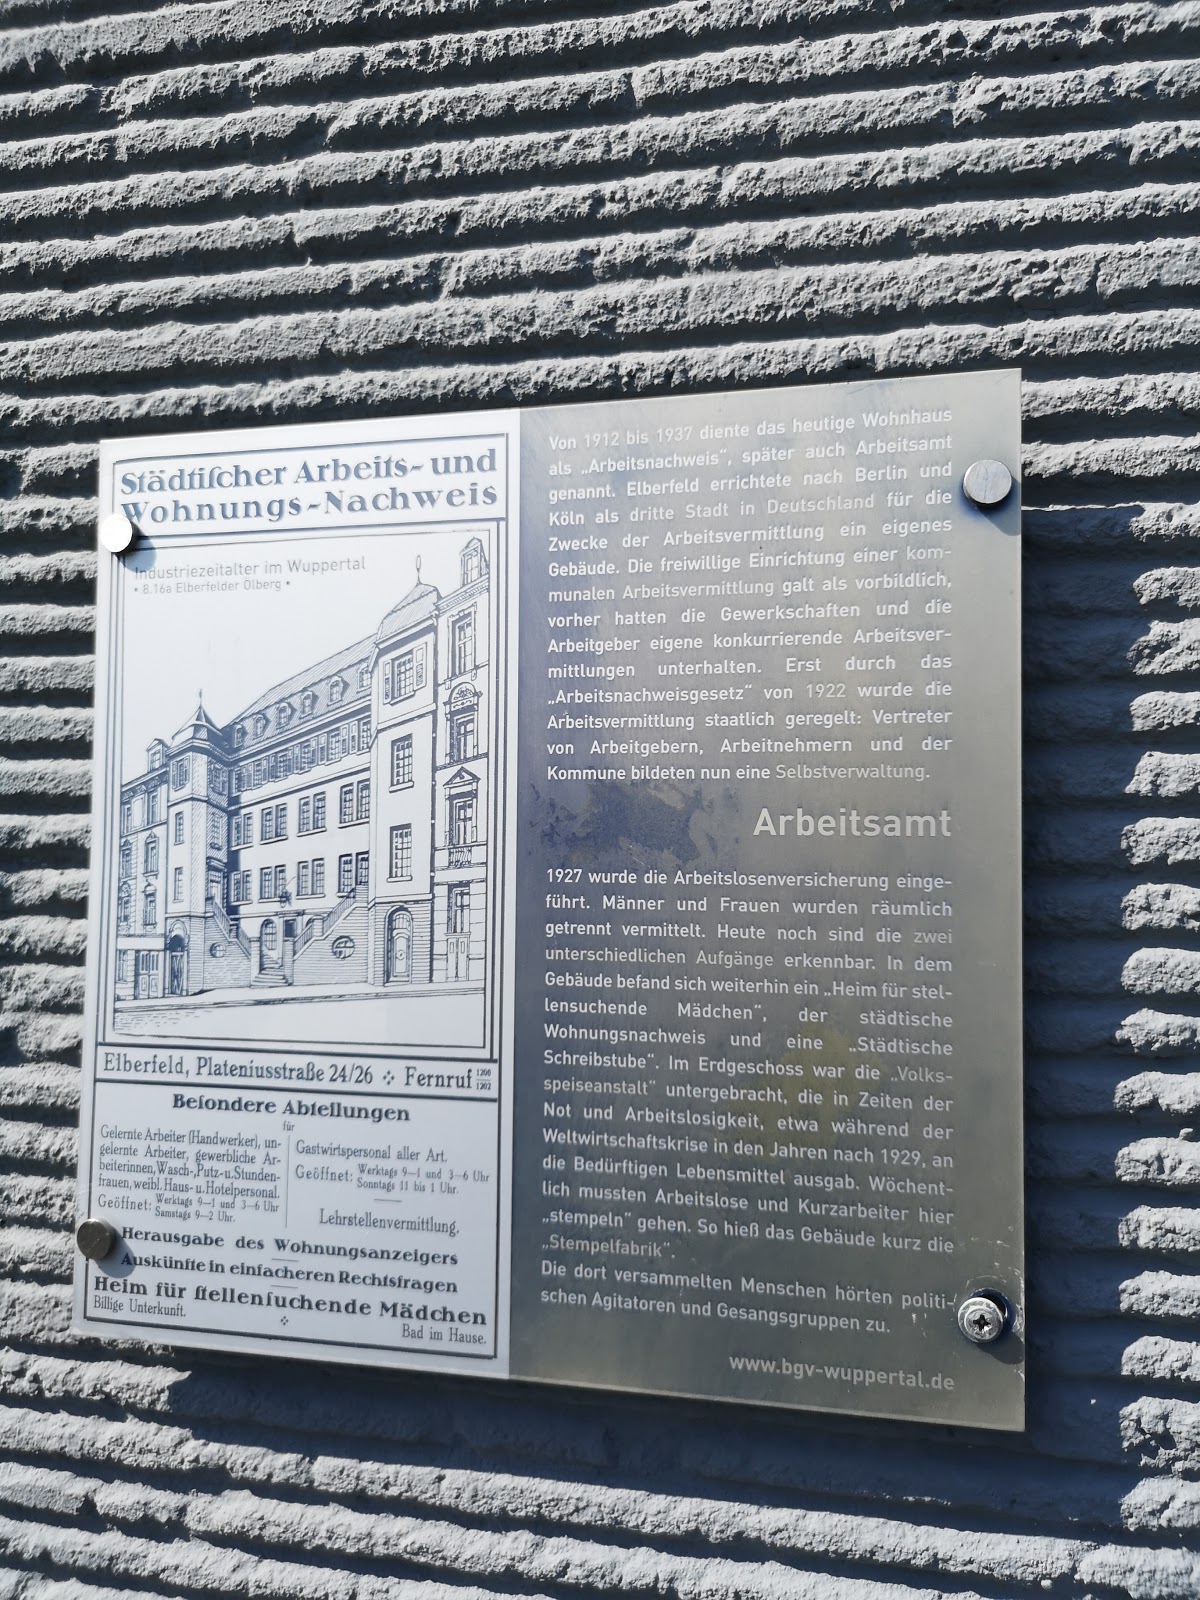 Städtiſcher Arbeits- und
Wohnungs-Nachweis
Industriezeitalter im Wuppertal
• 8.16a Elberfelder Ölberg •
Elberfeld, Plateniusstraße 24/26 Fernruf 1200
1202
Beſondere Abteilungen
für
Gelernte Arbeiter (Handwerker), un-
gelernte Arbeiter, gewerbliche Ar-
beiterinnen, Wasch-, Putz- u. Stunden-
frauen, weibl. Haus- u. Hotelpersonal.
Geöffnet: Werktags 9–1 und 3–6 Uhr
Samstags 9–2 Uhr.
Gastwirtspersonal aller Art.
Geöffnet: Werktags 9–1 und 3–6 Uhr
Sonntags 11 bis 1 Uhr.
Lehrstellenvermittlung.
Herausgabe des Wohnungsanzeigers
Auskünfte in einfacheren Rechtsfragen
Heim für ſtellenſuchende Mädchen
Billige Unterkunft.
Bad im Hause.
Von 1912 bis 1937 diente das heutige Wohnhaus
als „Arbeitsnachweis“, später auch Arbeitsamt
genannt. Elberfeld errichtete nach Berlin und
Köln als dritte Stadt in Deutschland für die
Zwecke der Arbeitsvermittlung ein eigenes
Gebäude. Die freiwillige Einrichtung einer kom-
munalen Arbeitsvermittlung galt als vorbildlich,
vorher hatten die Gewerkschaften und die
Arbeitgeber eigene konkurrierende Arbeitsver-
mittlungen unterhalten. Erst durch das
„Arbeitsnachweisgesetz“ von 1922 wurde die
Arbeitsvermittlung staatlich geregelt: Vertreter
von Arbeitgebern, Arbeitnehmern und der
Kommune bildeten nun eine Selbstverwaltung.
Arbeitsamt
1927 wurde die Arbeitslosenversicherung einge-
führt. Männer und Frauen wurden räumlich
getrennt vermittelt. Heute noch sind die zwei
unterschiedlichen Aufgänge erkennbar. In dem
Gebäude befand sich weiterhin ein „Heim für stel-
lensuchende Mädchen“, der städtische
Wohnungsnachweis und eine „Städtische
Schreibstube“. Im Erdgeschoss war die „Volks-
speiseanstalt“ untergebracht, die in Zeiten der
Not und Arbeitslosigkeit, etwa während der
Weltwirtschaftskrise in den Jahren nach 1929, an
die Bedürftigen Lebensmittel ausgab. Wöchent-
lich mussten Arbeitslose und Kurzarbeiter hier
„stempeln“ gehen. So hieß das Gebäude kurz die
„Stempelfabrik“.
Die dort versammelten Menschen hörten politi-
schen Agitatoren und Gesangsgruppen zu.
www.bgv-wuppertal.de